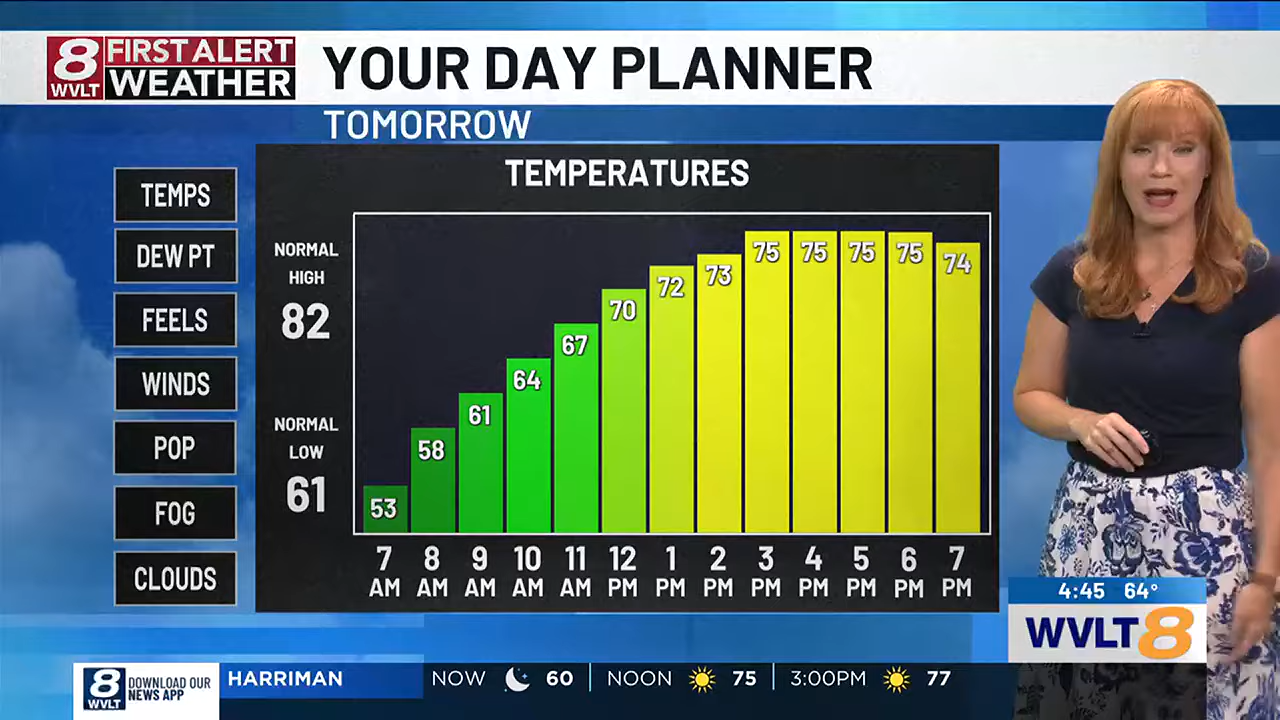 8 FIRST ALERT
WVLT WEATHER
YOUR DAY PLANNER
TOMORROW
TEMPERATURES
TEMPS
DEW PT
FEELS
WINDS
POP
FOG
CLOUDS
NORMAL
HIGH
82
NORMAL
LOW
61
53 58 61 64 67 70 72 73 75 75 75 75 74
7 8 9 10 11 12 1 2 3 4 5 6 7
AM AM AM AM AM PM PM PM PM PM PM PM PM
4:45 64°
WVLT8
8 WVLT
DOWNLOAD OUR
NEWS APP
HARRIMAN
NOW 60 NOON 75 3:00PM 77